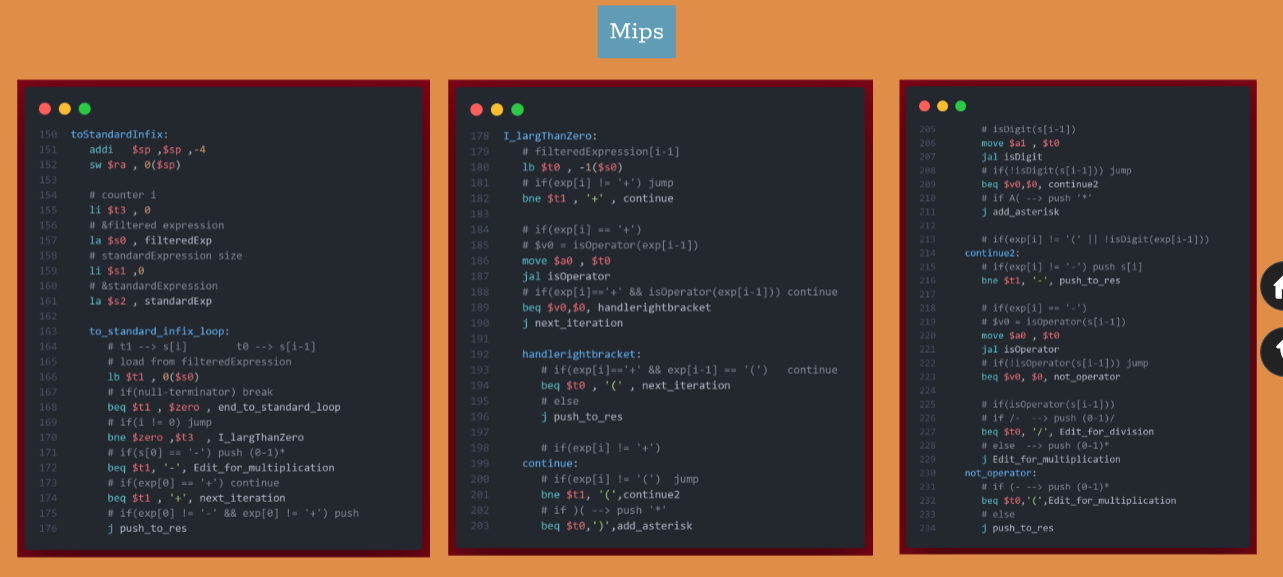 Mips
150 toStandardInfix:
151 addi $sp ,$sp ,-4
152 sw $ra , 0($sp)
153
154 # counter i
155 li $t3 , 0
156 # &filtered expression
157 la $s0 , filteredExp
158 # standardExpression size
159 li $s1 ,0
160 # &standardExpression
161 la $s2 , standardExp
162
163 to_standard_infix_loop:
164 # t1 --> s[i] t0 --> s[i-1]
165 # load from filteredExpression
166 lb $t1 , 0($s0)
167 # if(null-terminator) break
168 beq $t1 , $zero , end_to_standard_loop
169 # if(i != 0) jump
170 bne $zero ,$t3 , I_largThanZero
171 # if(s[0] == '-') push (0-1)*
172 beq $t1, '-', Edit_for_multiplication
173 # if(exp[0] == '+') continue
174 beq $t1 , '+', next_iteration
175 # if(exp[0] != '-' && exp[0] != '+') push
176 j push_to_res
178 I_largThanZero:
179 # filteredExpression[i-1]
180 lb $t0 , -1($s0)
181 # if(exp[i] != '+') jump
182 bne $t1 , '+' , continue
183
184 # if(exp[i] == '+')
185 # $v0 = isOperator(exp[i-1])
186 move $a0 , $t0
187 jal isOperator
188 # if(exp[i]=='+' && isOperator(exp[i-1])) continue
189 beq $v0,$0, handlerightbracket
190 j next_iteration
191
192 handlerightbracket:
193 # if(exp[i]=='+' && exp[i-1] == '(') continue
194 beq $t0 , '(' , next_iteration
195 # else
196 j push_to_res
197
198 # if(exp[i] != '+')
199 continue:
200 # if(exp[i] != '(') jump
201 bne $t1, '(',continue2
202 # if )( --> push '*'
203 beq $t0,')',add_asterisk
205 # isDigit(s[i-1])
206 move $a1 , $t0
207 jal isDigit
208 # if(!isDigit(s[i-1])) jump
209 beq $v0,$0, continue2
210 # if A( --> push '*'
211 j add_asterisk
212
213 # if(exp[i] != '(' || !isDigit(exp[i-1]))
214 continue2:
215 # if(exp[i] != '-') push s[i]
216 bne $t1, '-', push_to_res
217
218 # if(exp[i] == '-')
219 # $v0 = isOperator(s[i-1])
220 move $a0 , $t0
221 jal isOperator
222 # if(!isOperator(s[i-1])) jump
223 beq $v0, $0, not_operator
224
225 # if(isOperator(s[i-1]))
226 # if /- --> push (0-1)/
227 beq $t0, '/', Edit_for_division
228 # else --> push (0-1)*
229 j Edit_for_multiplication
230 not_operator:
231 # if (- --> push (0-1)*
232 beq $t0,'(',Edit_for_multiplication
233 # else
234 j push_to_res